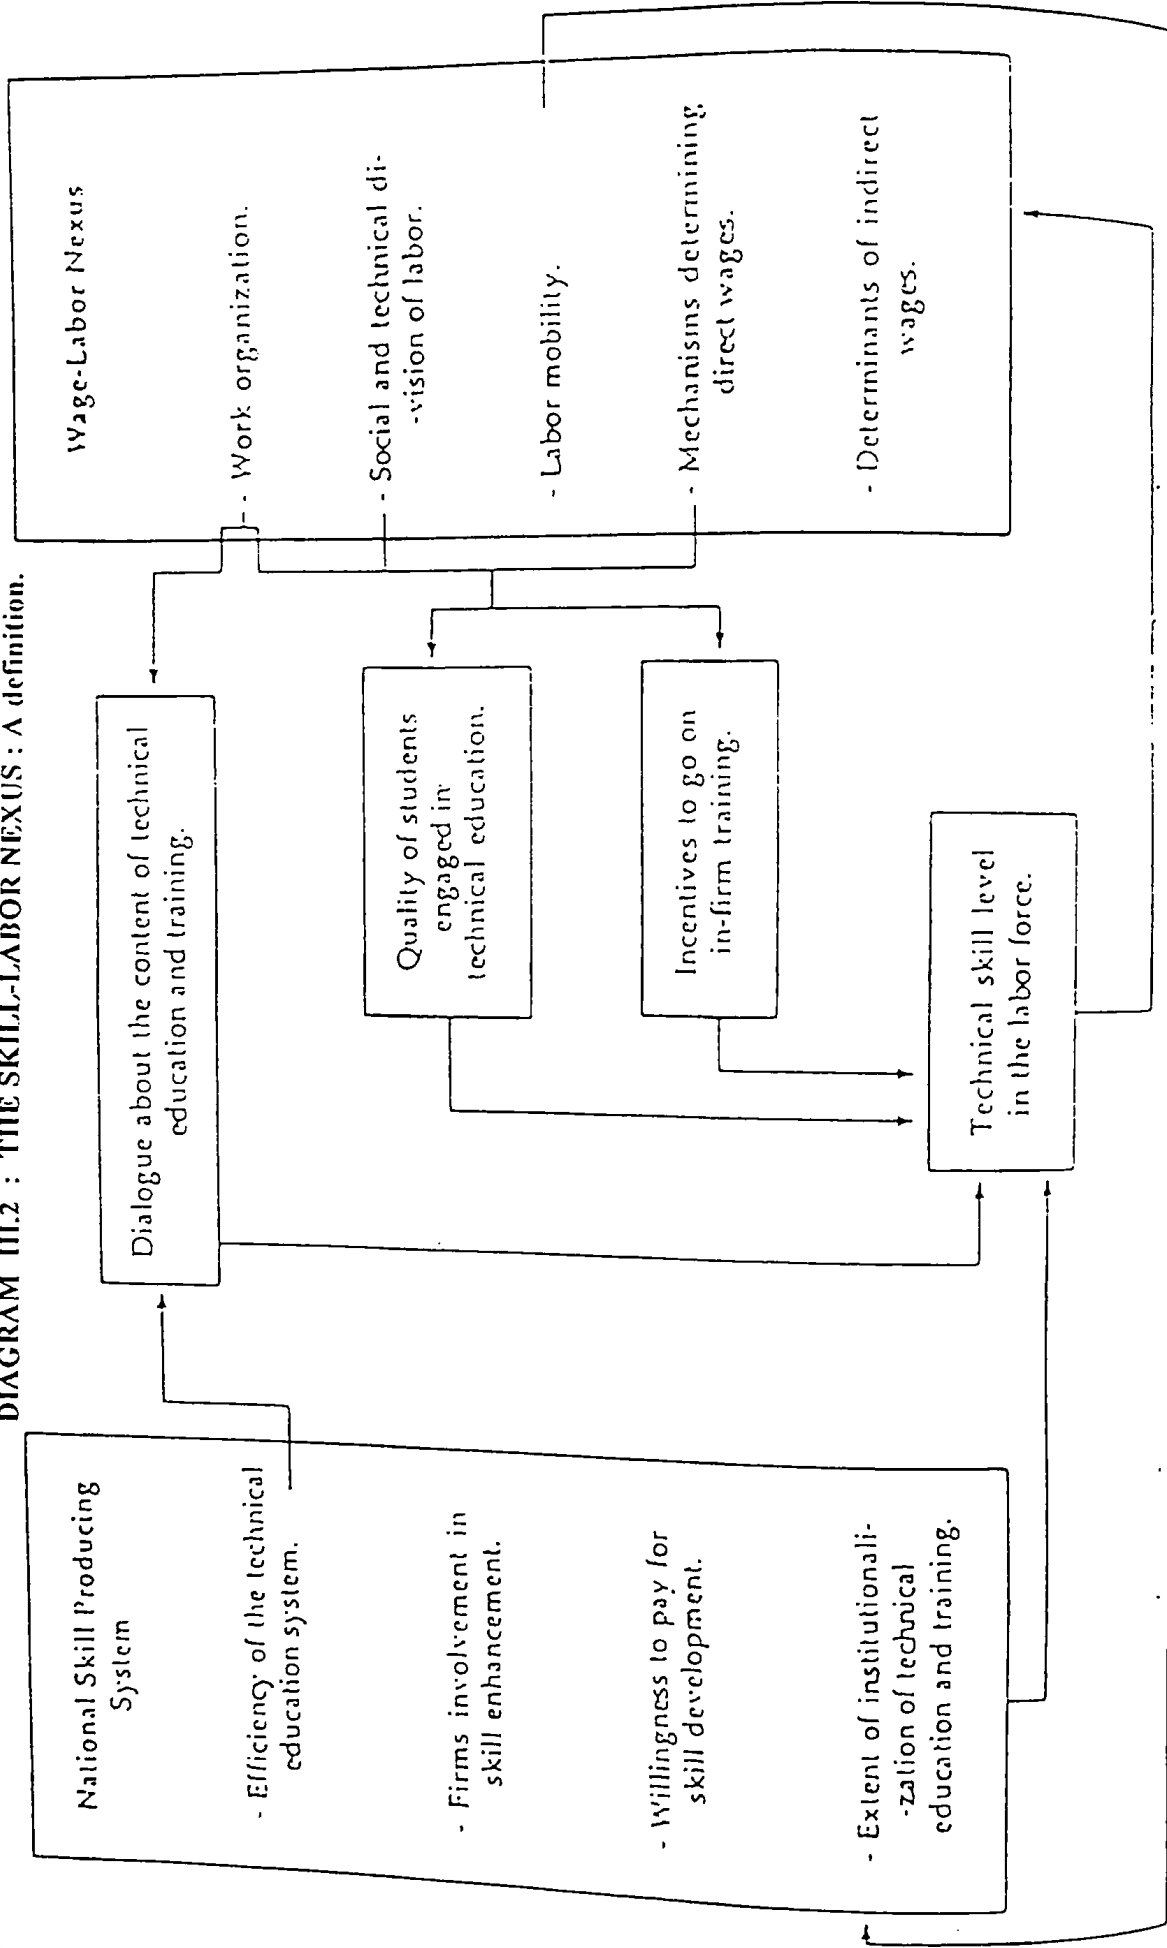 DIAGRAM III.2 : THE SKILL-LABOR NEXUS : A definition.
National Skill Producing
System
- Efficiency of the technical
education system.
- Firms involvement in
skill enhancement.
- Willingness to pay for
skill development.
- Extent of institutionali-
-zation of technical
education and training.
Dialogue about the content of technical
education and training.
Quality of students
engaged in
technical education.
Incentives to go on
in-firm training.
Technical skill level
in the labor force.
Wage-Labor Nexus
- Work organization.
- Social and technical di-
-vision of labor.
- Labor mobility.
- Mechanisms determining
direct wages.
- Determinants of indirect
wages.